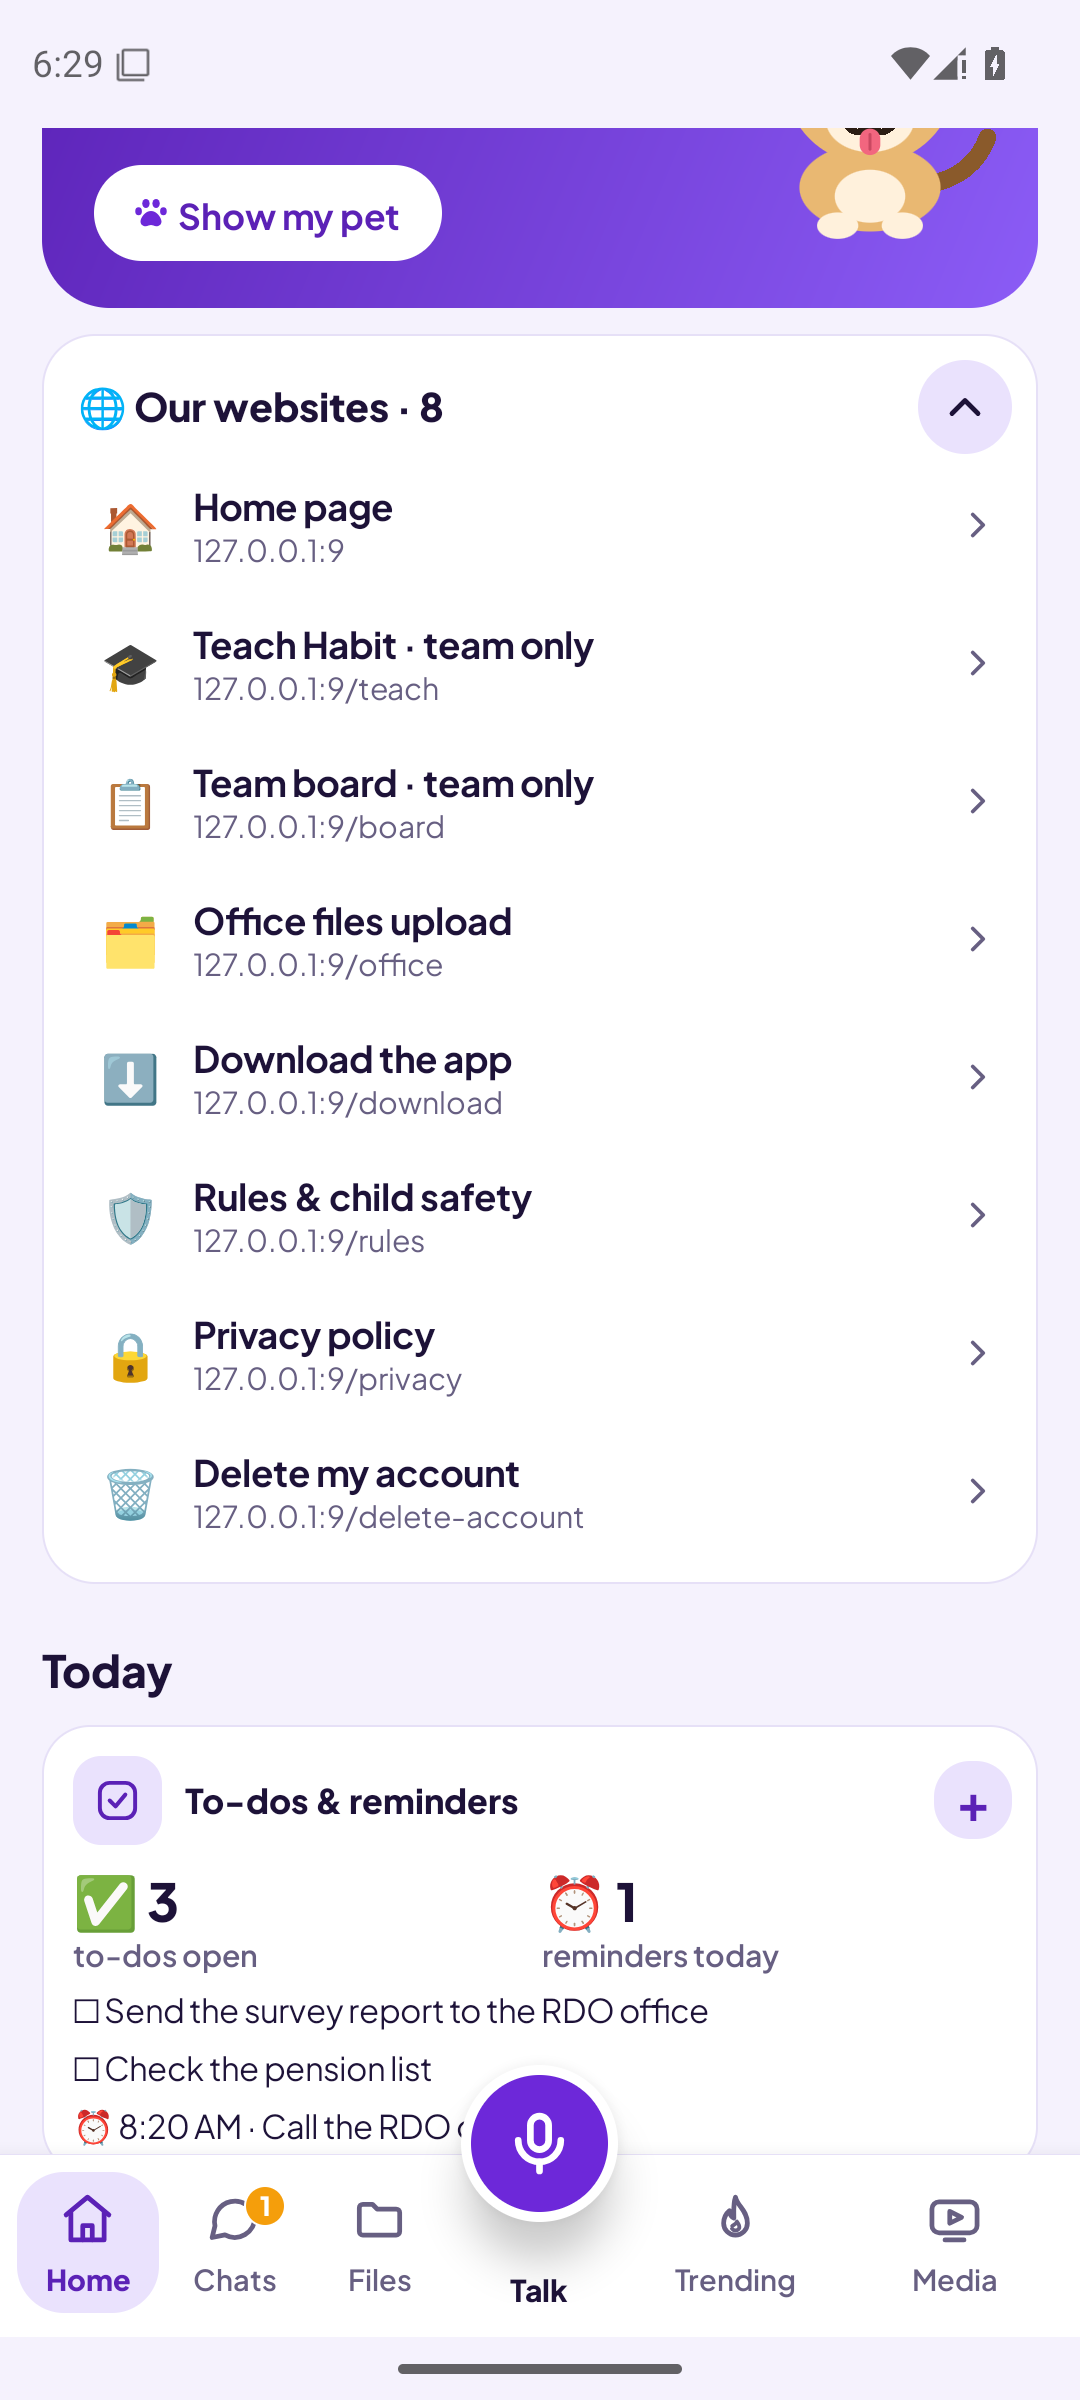 6:29
Show my pet
Our websites · 8
Home page
127.0.0.1:9
Teach Habit · team only
127.0.0.1:9/teach
Team board · team only
127.0.0.1:9/board
Office files upload
127.0.0.1:9/office
Download the app
127.0.0.1:9/download
Rules & child safety
127.0.0.1:9/rules
Privacy policy
127.0.0.1:9/privacy
Delete my account
127.0.0.1:9/delete-account
Today
To-dos & reminders
3
to-dos open
1
reminders today
Send the survey report to the RDO office
Check the pension list
8:20 AM · Call the RDO
1
Home
Chats
Files
Talk
Trending
Media